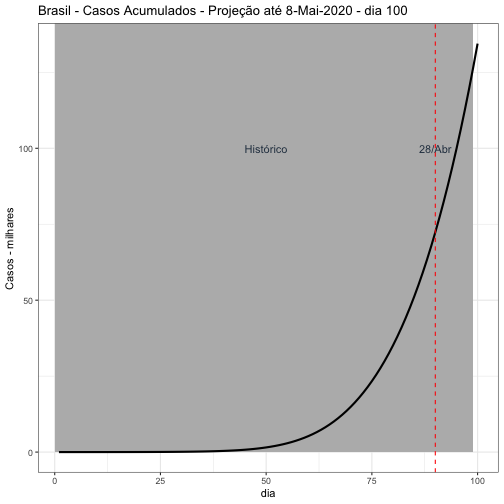 Brasil - Casos Acumulados - Projeção até 8-Mai-2020 - dia 100
Casos - milhares
100
50
0
Histórico
28/Abr
0
25
50
75
100
dia